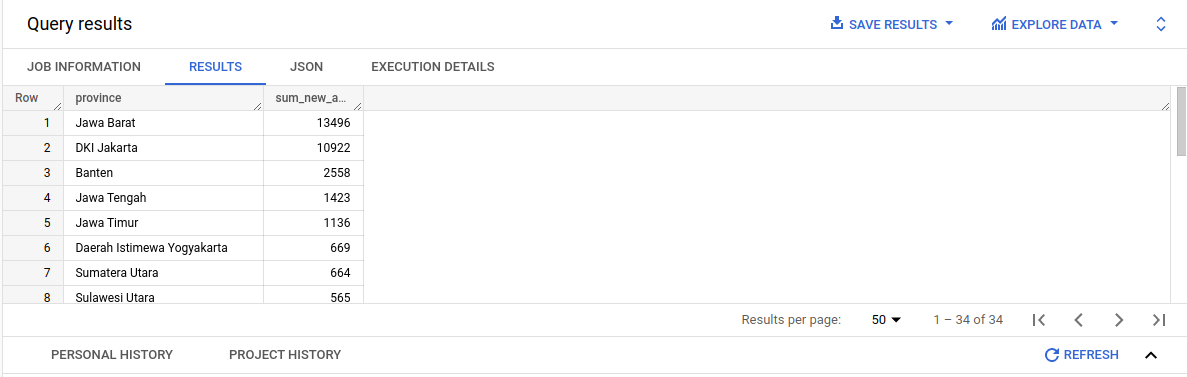 Query results SAVE RESULTS EXPLORE DATA
JOB INFORMATION RESULTS JSON EXECUTION DETAILS
Row province sum_new_a...
1 Jawa Barat 13496
2 DKI Jakarta 10922
3 Banten 2558
4 Jawa Tengah 1423
5 Jawa Timur 1136
6 Daerah Istimewa Yogyakarta 669
7 Sumatera Utara 664
8 Sulawesi Utara 565
Results per page: 50 1 – 34 of 34
PERSONAL HISTORY PROJECT HISTORY REFRESH